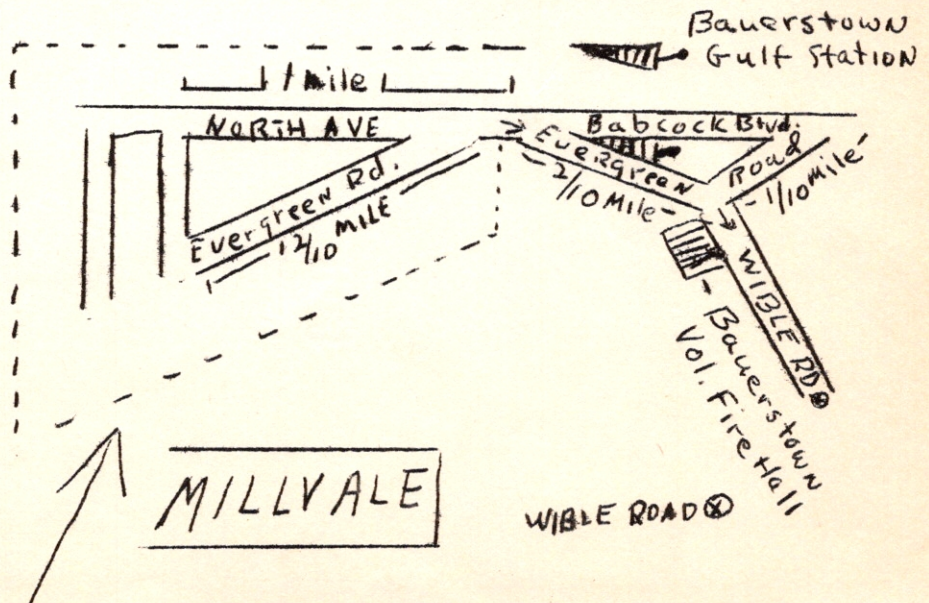 Bauerstown
Gulf Station
1 mile
NORTH AVE
Babcock Blvd.
Evergreen Road
2/10 Mile
1/10 mile
Evergreen Rd.
12/10 MILE
WIBLE RD
Bauerstown
Vol. Fire Hall
MILLVALE
WIBLE ROAD X